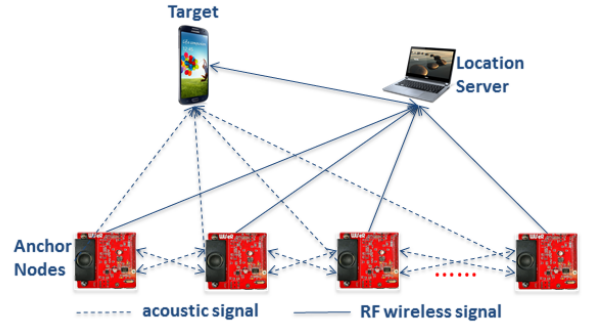 Target
Location
Server
Anchor
Nodes
acoustic signal
RF wireless signal